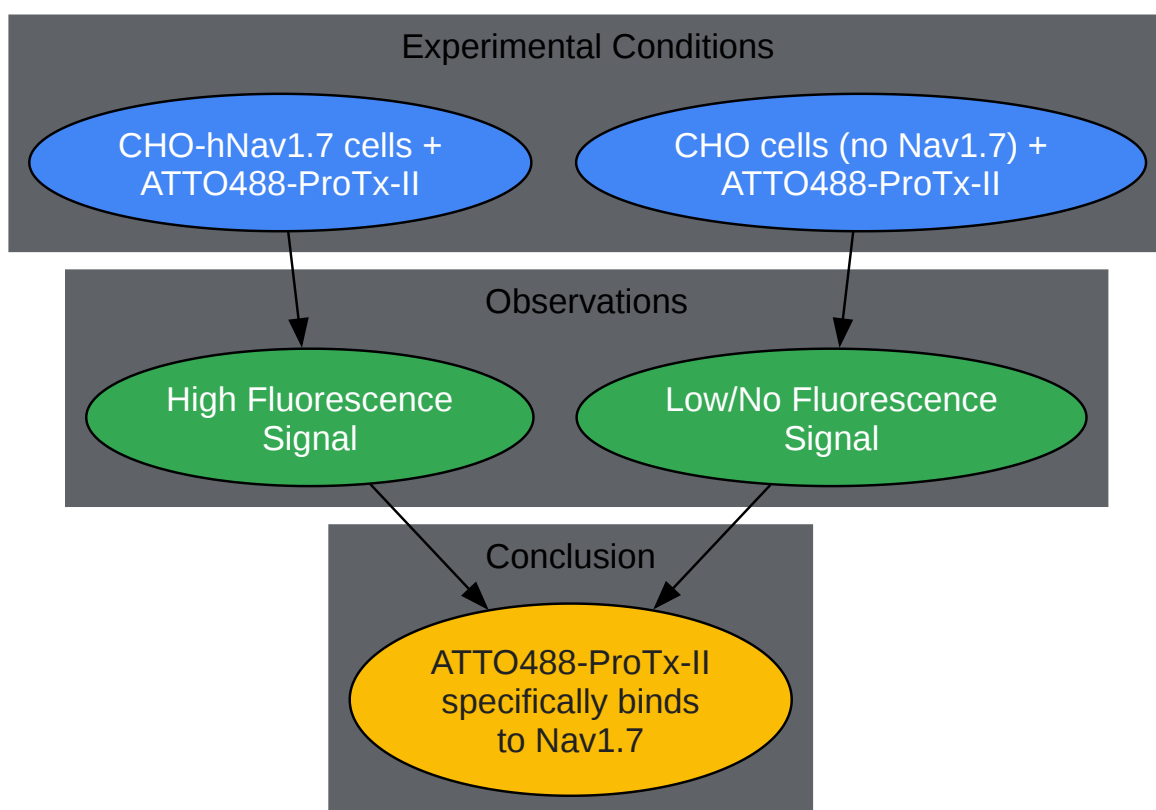 Experimental Conditions
CHO-hNav1.7 cells +
ATTO488-ProTx-II
CHO cells (no Nav1.7) +
ATTO488-ProTx-II
Observations
High Fluorescence
Signal
Low/No Fluorescence
Signal
Conclusion
ATTO488-ProTx-II
specifically binds
to Nav1.7